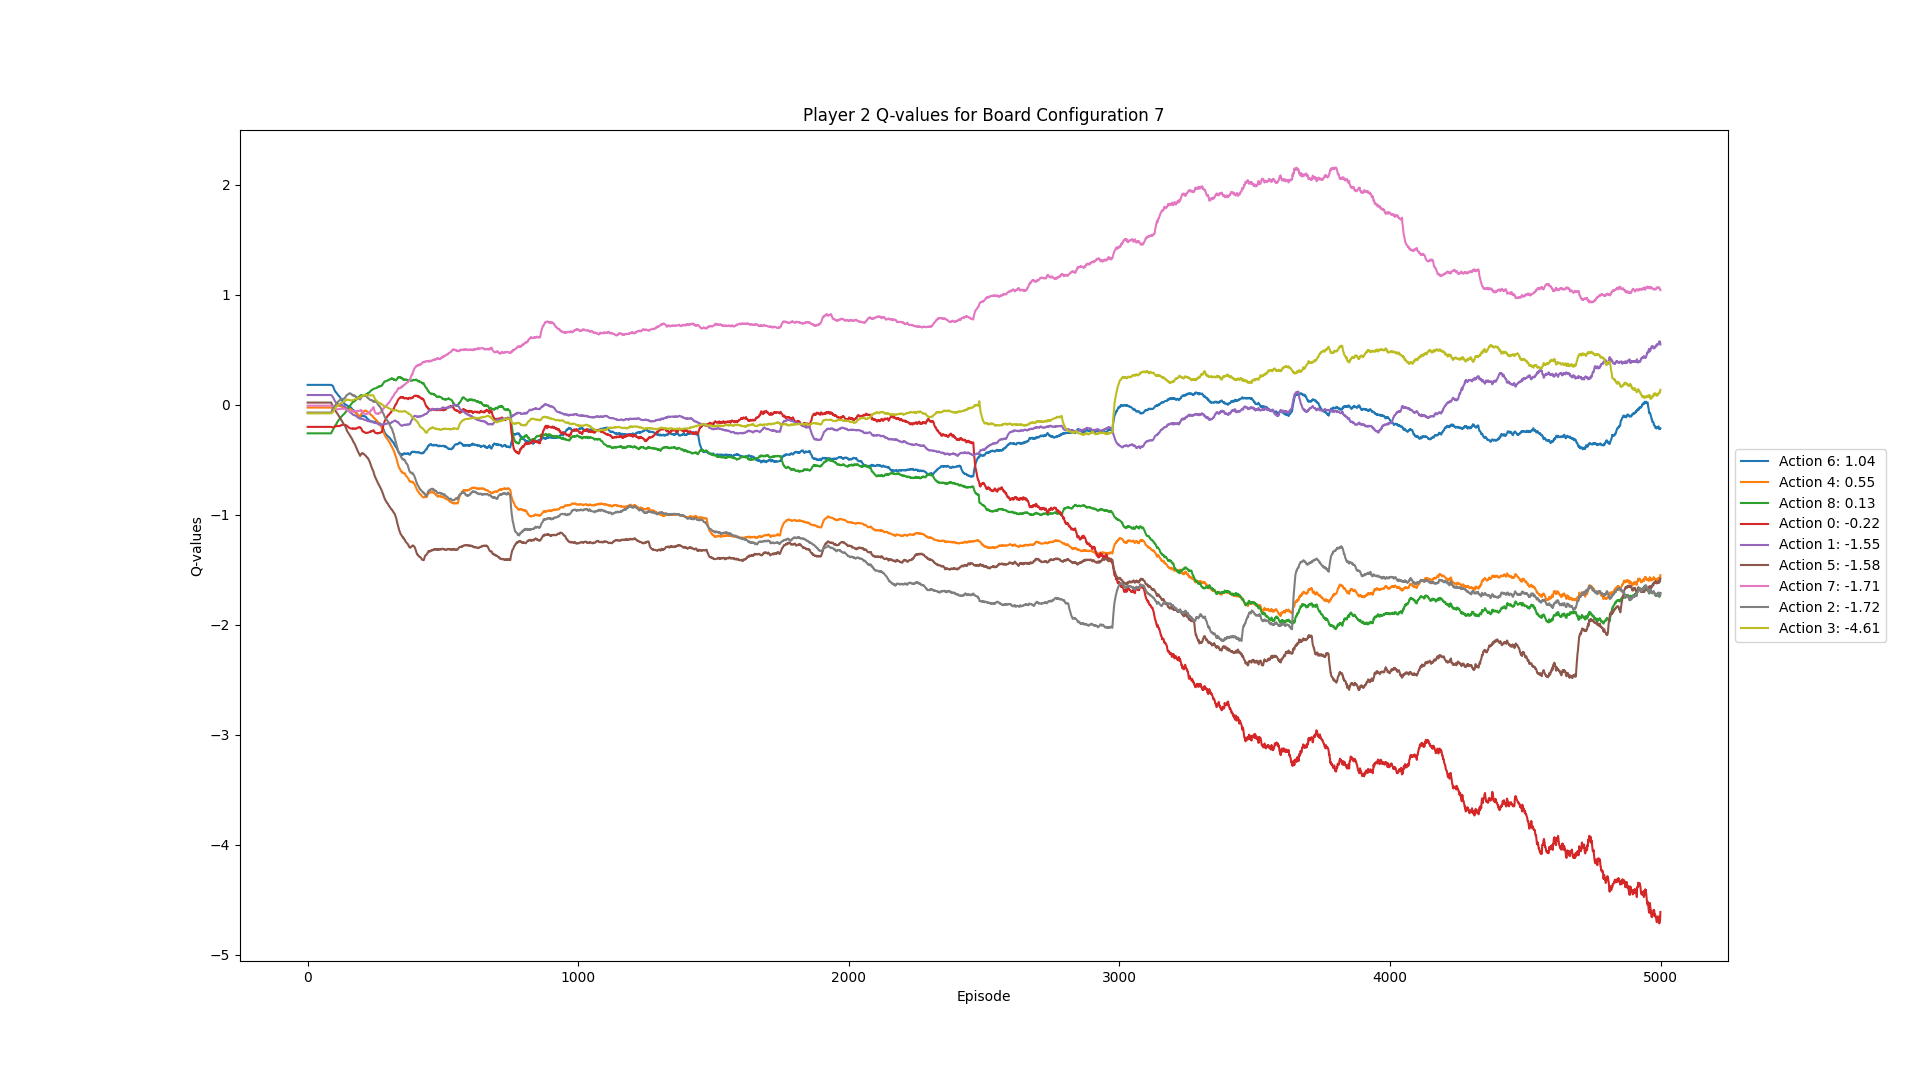 Player 2 Q-values for Board Configuration 7
Q-values
2
1
0
−1
−2
−3
−4
−5
0
1000
2000
3000
4000
5000
Episode
Action 6: 1.04
Action 4: 0.55
Action 8: 0.13
Action 0: -0.22
Action 1: -1.55
Action 5: -1.58
Action 7: -1.71
Action 2: -1.72
Action 3: -4.61